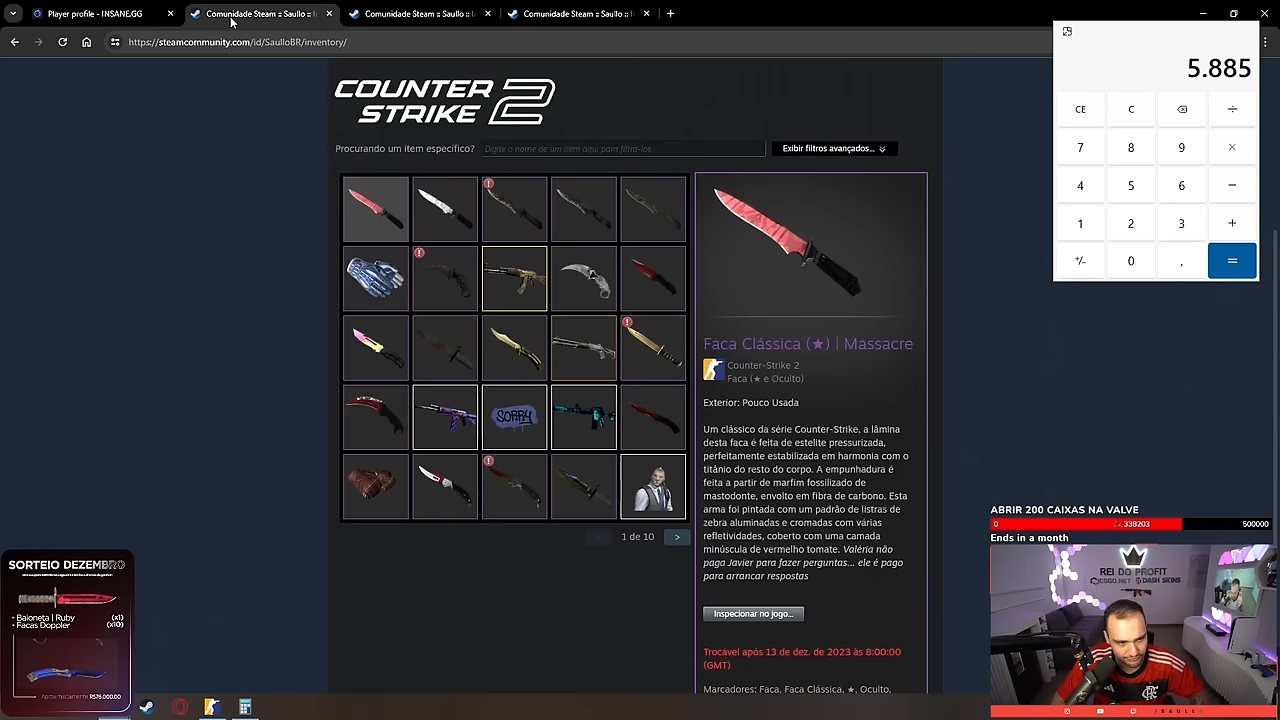 Player profile - INSANE.GG
Comunidade Steam :: Saullo :: I
Comunidade Steam :: Saullo :: I
Comunidade Steam :: Saullo :: I
https://steamcommunity.com/id/SaulloBR/inventory/
5.885
CE C ÷
7 8 9 ×
4 5 6 −
1 2 3 +
+/- 0 , =
COUNTER
STRIKE 2
Procurando um item específico?
Digite o nome de um item aqui para filtrá-los
Exibir filtros avançados...
SORRY
1 de 10
>
Faca Clássica (★) | Massacre
Counter-Strike 2
Faca (★ e Oculto)
Exterior: Pouco Usada
Um clássico da série Counter-Strike, a lâmina
desta faca é feita de estelite pressurizada,
perfeitamente estabilizada em harmonia com o
titânio do resto do corpo. A empunhadura é
feita a partir de marfim fossilizado de
mastodonte, envolto em fibra de carbono. Esta
arma foi pintada com um padrão de listras de
zebra aluminadas e cromadas com várias
refletividades, coberto com uma camada
minúscula de vermelho tomate. Valéria não
paga Javier para fazer perguntas... ele é pago
para arrancar respostas
Inspecionar no jogo...
Trocável após 13 de dez. de 2023 às 8:00:00
(GMT)
Marcadores: Faca, Faca Clássica, ★, Oculto,
SORTEIO DEZEMBRO
- Baioneta | Ruby (x1)
- Facas Doppler (x10)
Aproximadamente R$76.000,00
ABRIR 200 CAIXAS NA VALVE
0 338203 500000
Ends in a month
REI DO PROFIT
CSGO.NET DASH SKINS